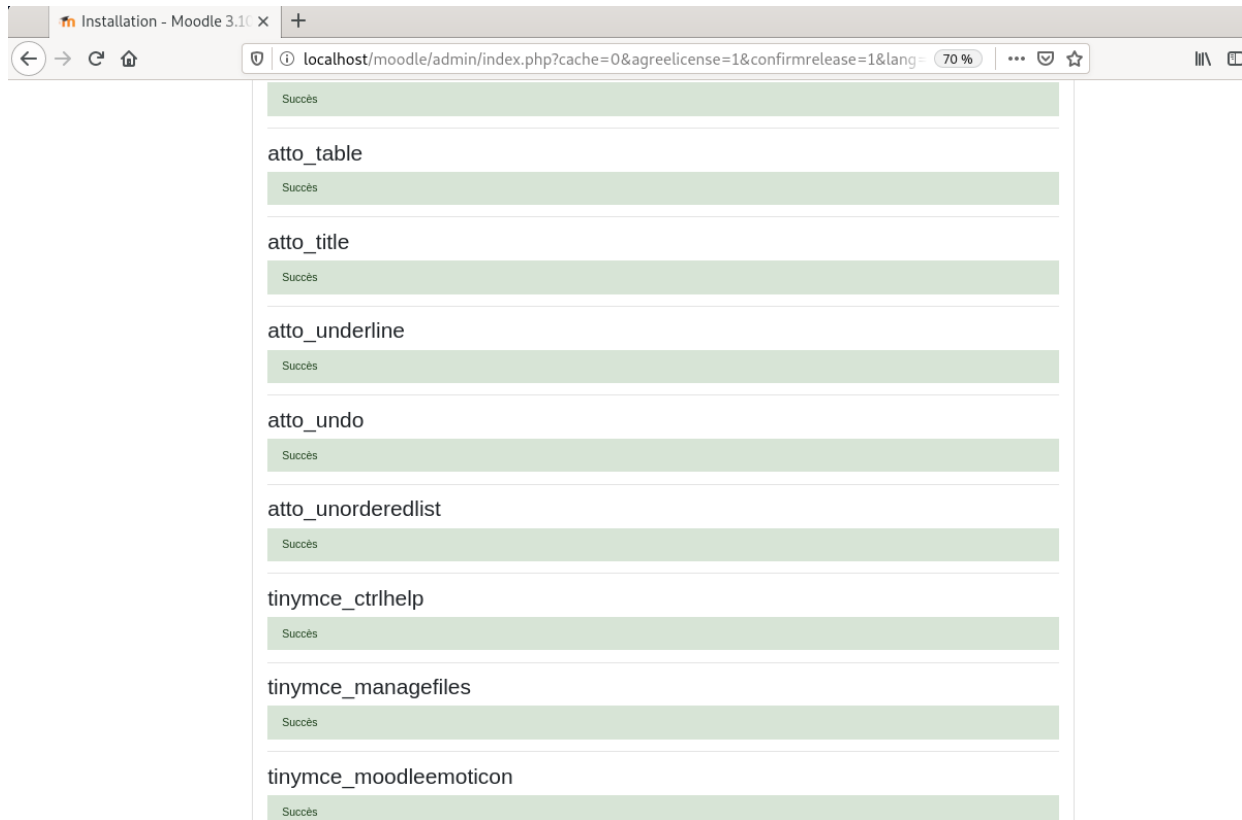 Installation - Moodle 3.10
localhost/moodle/admin/index.php?cache=0&agreelicense=1&confirmrelease=1&lang=
70 %
Succès
atto_table
Succès
atto_title
Succès
atto_underline
Succès
atto_undo
Succès
atto_unorderedlist
Succès
tinymce_ctrlhelp
Succès
tinymce_managefiles
Succès
tinymce_moodleemoticon
Succès